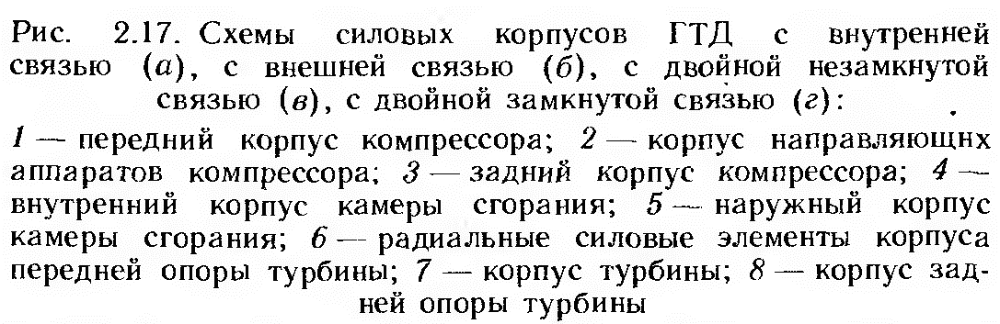 Рис. 2.17. Схемы силовых корпусов ГТД с внутренней
связью (а), с внешней связью (б), с двойной незамкнутой
связью (в), с двойной замкнутой связью (г):
1 — передний корпус компрессора; 2 — корпус направляющнх
аппаратов компрессора; 3 — задний корпус компрессора; 4 —
внутренний корпус камеры сгорания; 5 — наружный корпус
камеры сгорания; 6 — радиальные силовые элементы корпуса
передней опоры турбины; 7 — корпус турбины; 8 — корпус зад-
ней опоры турбины